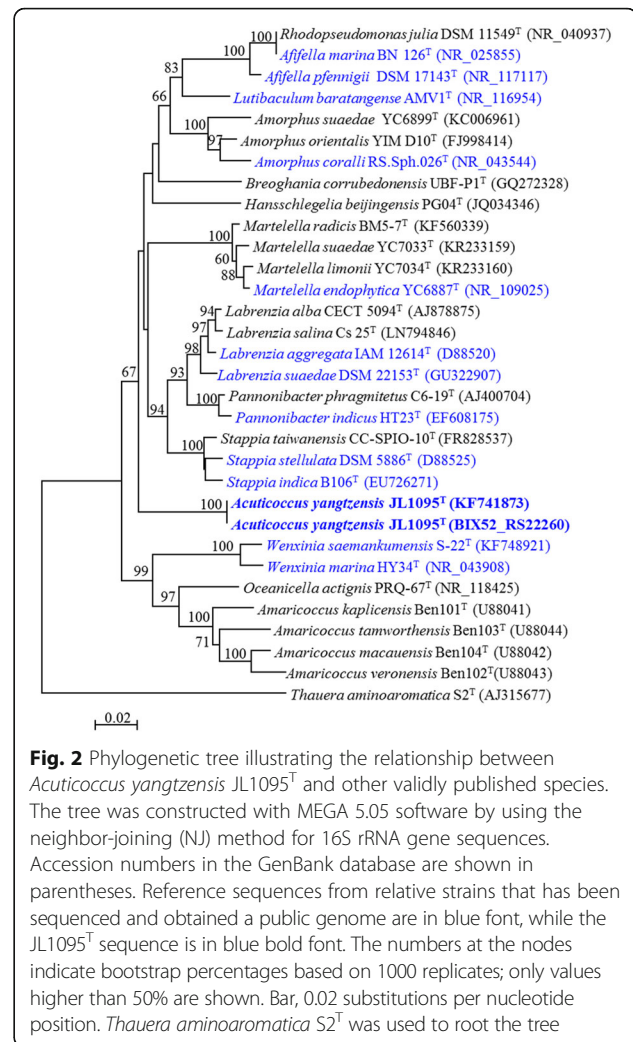 100 Rhodopseudomonas julia DSM 11549ᵀ (NR_040937)
100 Afifella marina BN 126ᵀ (NR_025855)
83 Afifella pfennigii DSM 17143ᵀ (NR_117117)
66 Lutibaculum baratangense AMV1ᵀ (NR_116954)
100 Amorphus suaedae YC6899ᵀ (KC006961)
97 Amorphus orientalis YIM D10ᵀ (FJ998414)
Amorphus coralli RS.Sph.026ᵀ (NR_043544)
Breoghania corrubedonensis UBF-P1ᵀ (GQ272328)
Hansschlegelia beijingensis PG04ᵀ (JQ034346)
Martelella radicis BM5-7ᵀ (KF560339)
100 Martelella suaedae YC7033ᵀ (KR233159)
60 Martelella limonii YC7034ᵀ (KR233160)
88 Martelella endophytica YC6887ᵀ (NR_109025)
94 Labrenzia alba CECT 5094ᵀ (AJ878875)
97 Labrenzia salina Cs 25ᵀ (LN794846)
98 Labrenzia aggregata IAM 12614ᵀ (D88520)
67 93 Labrenzia suaedae DSM 22153ᵀ (GU322907)
100 Pannonibacter phragmitetus C6-19ᵀ (AJ400704)
94 Pannonibacter indicus HT23ᵀ (EF608175)
100 Stappia taiwanensis CC-SPIO-10ᵀ (FR828537)
Stappia stellulata DSM 5886ᵀ (D88525)
Stappia indica B106ᵀ (EU726271)
100 Acuticoccus yangtzensis JL1095ᵀ (KF741873)
Acuticoccus yangtzensis JL1095ᵀ (BIX52_RS22260)
100 Wenxinia saemankumensis S-22ᵀ (KF748921)
99 Wenxinia marina HY34ᵀ (NR_043908)
97 Oceanicella actignis PRQ-67ᵀ (NR_118425)
100 Amaricoccus kaplicensis Ben101ᵀ (U88041)
71 Amaricoccus tamworthensis Ben103ᵀ (U88044)
100 Amaricoccus macauensis Ben104ᵀ (U88042)
Amaricoccus veronensis Ben102ᵀ(U88043)
Thauera aminoaromatica S2ᵀ (AJ315677)
0.02
Fig. 2 Phylogenetic tree illustrating the relationship between
Acuticoccus yangtzensis JL1095ᵀ and other validly published species.
The tree was constructed with MEGA 5.05 software by using the
neighbor-joining (NJ) method for 16S rRNA gene sequences.
Accession numbers in the GenBank database are shown in
parentheses. Reference sequences from relative strains that has been
sequenced and obtained a public genome are in blue font, while the
JL1095ᵀ sequence is in blue bold font. The numbers at the nodes
indicate bootstrap percentages based on 1000 replicates; only values
higher than 50% are shown. Bar, 0.02 substitutions per nucleotide
position. Thauera aminoaromatica S2ᵀ was used to root the tree